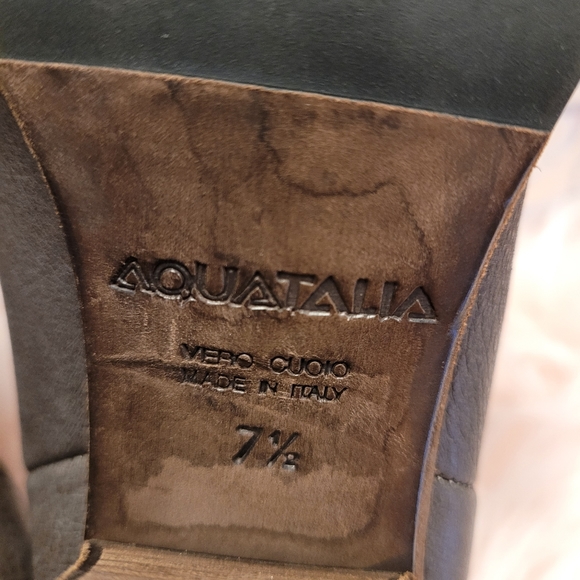 AQUATALIA
VERO CUOIO
MADE IN ITALY
7½